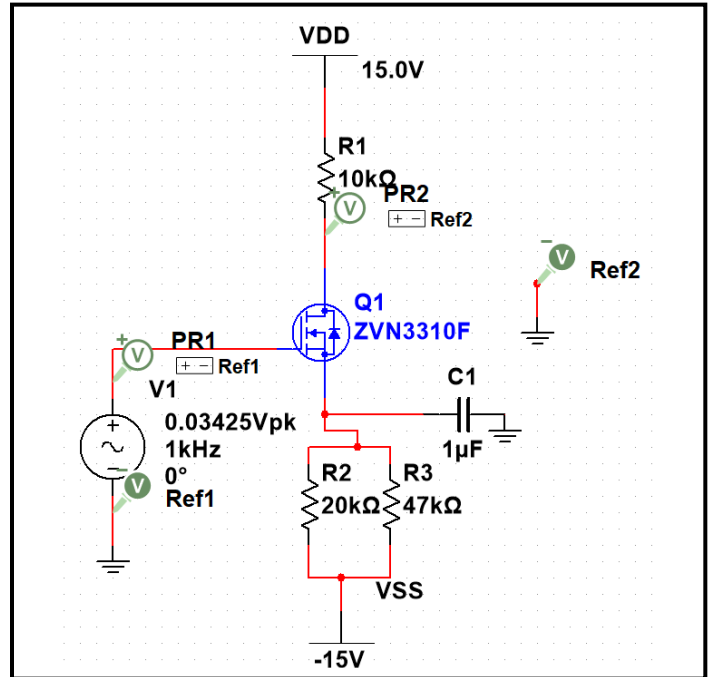 VDD
15.0V
R1
10kΩ
PR2
V
+ - Ref2
V
Ref2
Q1
ZVN3310F
PR1
V
+ - Ref1
V1
0.03425Vpk
1kHz
0°
V
Ref1
C1
1µF
R2
20kΩ
R3
47kΩ
VSS
-15V